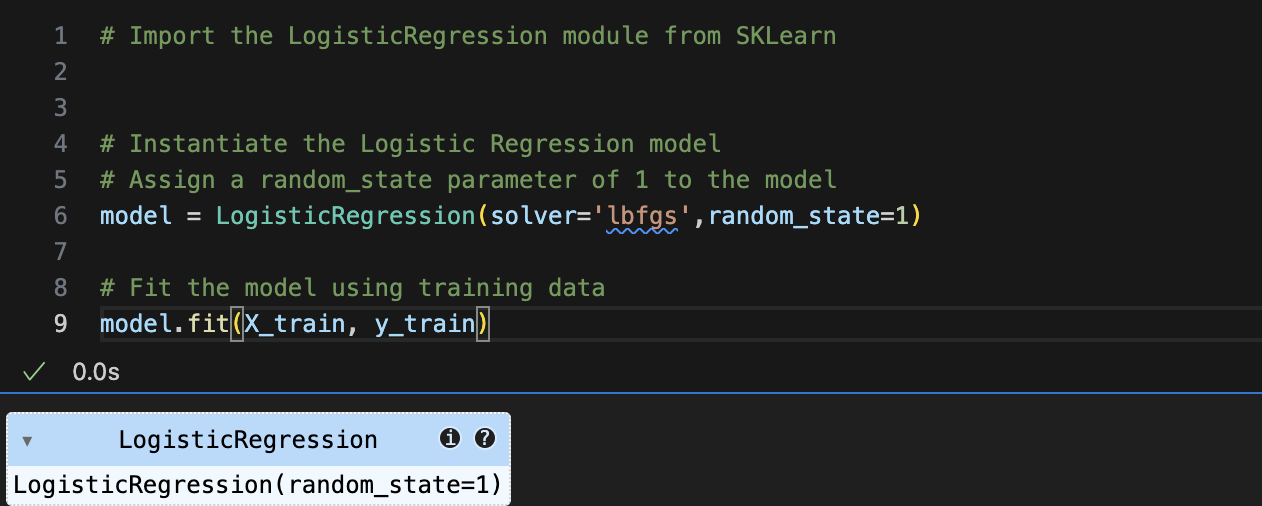 1 # Import the LogisticRegression module from SKLearn
2
3
4 # Instantiate the Logistic Regression model
5 # Assign a random_state parameter of 1 to the model
6 model = LogisticRegression(solver='lbfgs',random_state=1)
7
8 # Fit the model using training data
9 model.fit(X_train, y_train)
✓ 0.0s
▼ LogisticRegression i ?
LogisticRegression(random_state=1)